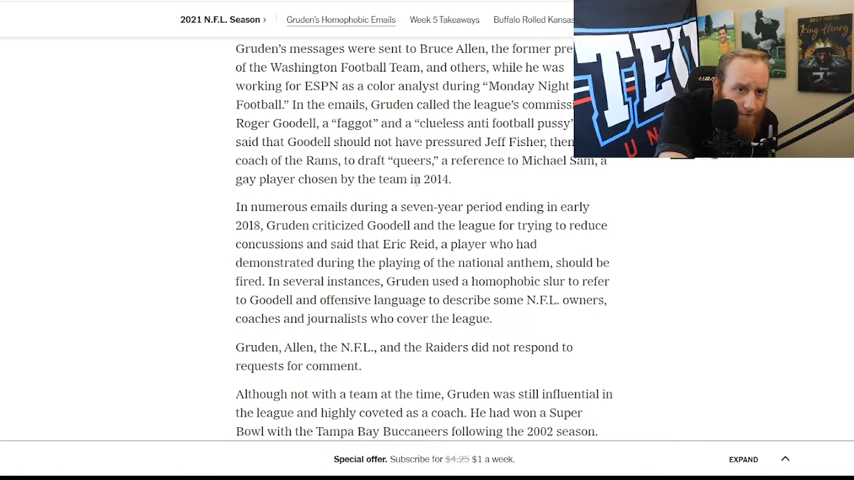 2021 N.F.L. Season › Gruden's Homophobic Emails Week 5 Takeaways Buffalo Rolled Kansas
Gruden's messages were sent to Bruce Allen, the former pre
of the Washington Football Team, and others, while he was
working for ESPN as a color analyst during “Monday Night
Football.” In the emails, Gruden called the league's commiss
Roger Goodell, a “faggot” and a “clueless anti football pussy”
said that Goodell should not have pressured Jeff Fisher, then
coach of the Rams, to draft “queers,” a reference to Michael Sam, a
gay player chosen by the team in 2014.
In numerous emails during a seven-year period ending in early
2018, Gruden criticized Goodell and the league for trying to reduce
concussions and said that Eric Reid, a player who had
demonstrated during the playing of the national anthem, should be
fired. In several instances, Gruden used a homophobic slur to refer
to Goodell and offensive language to describe some N.F.L. owners,
coaches and journalists who cover the league.
Gruden, Allen, the N.F.L., and the Raiders did not respond to
requests for comment.
Although not with a team at the time, Gruden was still influential in
the league and highly coveted as a coach. He had won a Super
Bowl with the Tampa Bay Buccaneers following the 2002 season.
Special offer. Subscribe for $4.25 $1 a week.
EXPAND
TE
UN
King Henry